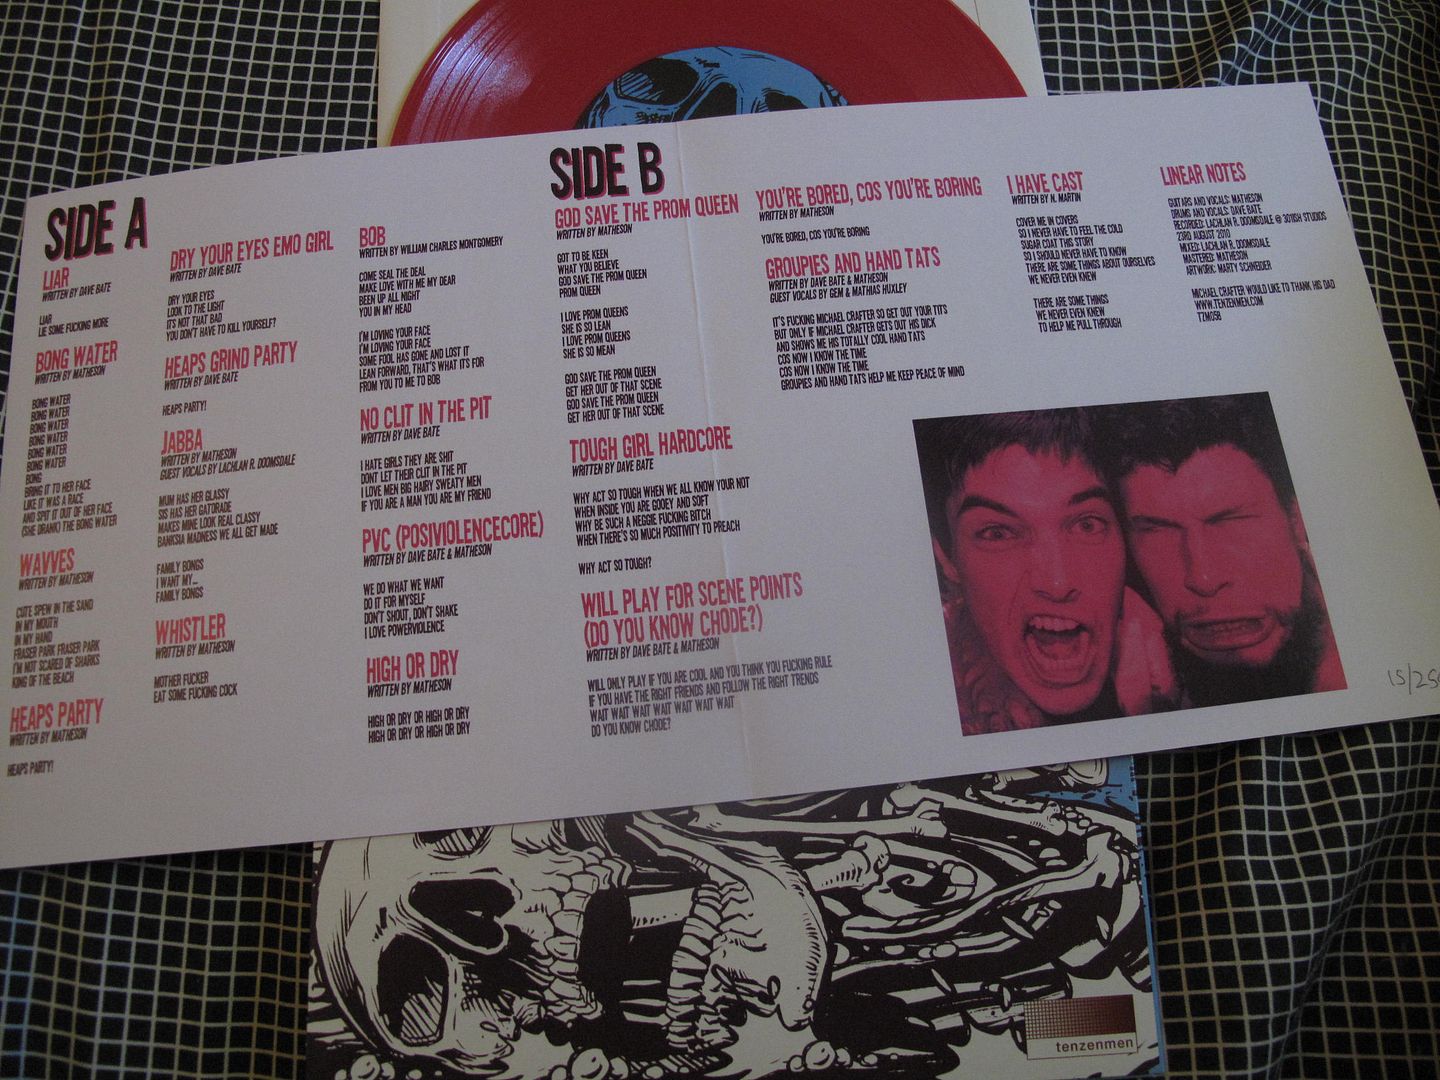 SIDE A
LIAR
WRITTEN BY DAVE BATE
LIAR
LIE SOME FUCKING MORE
BONG WATER
WRITTEN BY MATHESON
BONG WATER
BONG WATER
BONG WATER
BONG WATER
BONG WATER
BONG WATER
BONG
BRING IT TO HER FACE
LIKE IT WAS A RACE
AND SPIT IT OUT OF HER FACE
(SHE DRANK) THE BONG WATER
WAVVES
WRITTEN BY MATHESON
CUTE SPEW IN THE SAND
IN MY MOUTH
IN MY HAND
FRASER PARK FRASER PARK
I'M NOT SCARED OF SHARKS
KING OF THE BEACH
HEAPS PARTY
WRITTEN BY MATHESON
HEAPS PARTY!
DRY YOUR EYES EMO GIRL
WRITTEN BY DAVE BATE
DRY YOUR EYES
LOOK TO THE LIGHT
IT'S NOT THAT BAD
YOU DON'T HAVE TO KILL YOURSELF?
HEAPS GRIND PARTY
WRITTEN BY DAVE BATE
HEAPS PARTY!
JABBA
WRITTEN BY MATHESON
GUEST VOCALS BY LACHLAN R. DOOMSDALE
MUM HAS HER GLASSY
SIS HAS HER GATORADE
MAKES MINE LOOK REAL CLASSY
BANKSIA MADNESS WE ALL GET MADE
FAMILY BONGS
I WANT MY...
FAMILY BONGS
WHISTLER
WRITTEN BY MATHESON
MOTHER FUCKER
EAT SOME FUCKING COCK
BOB
WRITTEN BY WILLIAM CHARLES MONTGOMERY
COME SEAL THE DEAL
MAKE LOVE WITH ME MY DEAR
BEEN UP ALL NIGHT
YOU IN MY HEAD
I'M LOVING YOUR FACE
I'M LOVING YOUR FACE
SOME FOOL HAS GONE AND LOST IT
LEAN FORWARD, THAT'S WHAT ITS FOR
FROM YOU TO ME TO BOB
NO CLIT IN THE PIT
WRITTEN BY DAVE BATE
I HATE GIRLS THEY ARE SHIT
DONT LET THEIR CLIT IN THE PIT
I LOVE MEN BIG HAIRY SWEATY MEN
IF YOU ARE A MAN YOU ARE MY FRIEND
PVC (POSIVIOLENCECORE)
WRITTEN BY DAVE BATE & MATHESON
WE DO WHAT WE WANT
DO IT FOR MYSELF
DON'T SHOUT, DON'T SHAKE
I LOVE POWERVIOLENCE
HIGH OR DRY
WRITTEN BY MATHESON
HIGH OR DRY OR HIGH OR DRY
HIGH OR DRY OR HIGH OR DRY
SIDE B
GOD SAVE THE PROM QUEEN
WRITTEN BY MATHESON
GOT TO BE KEEN
WHAT YOU BELIEVE
GOD SAVE THE PROM QUEEN
PROM QUEEN
I LOVE PROM QUEENS
SHE IS SO LEAN
I LOVE PROM QUEENS
SHE IS SO MEAN
GOD SAVE THE PROM QUEEN
GET HER OUT OF THAT SCENE
GOD SAVE THE PROM QUEEN
GET HER OUT OF THAT SCENE
TOUGH GIRL HARDCORE
WRITTEN BY DAVE BATE
WHY ACT SO TOUGH WHEN WE ALL KNOW YOUR NOT
WHEN INSIDE YOU ARE GOOEY AND SOFT
WHY BE SUCH A NEGGIE FUCKING BITCH
WHEN THERE'S SO MUCH POSITIVITY TO PREACH
WHY ACT SO TOUGH?
WILL PLAY FOR SCENE POINTS
(DO YOU KNOW CHODE?)
WRITTEN BY DAVE BATE & MATHESON
WILL ONLY PLAY IF YOU ARE COOL AND YOU THINK YOU FUCKING RULE
IF YOU HAVE THE RIGHT FRIENDS AND FOLLOW THE RIGHT TRENDS
WAIT WAIT WAIT WAIT WAIT WAIT WAIT
DO YOU KNOW CHODE?
YOU'RE BORED, COS YOU'RE BORING
WRITTEN BY MATHESON
YOU'RE BORED, COS YOU'RE BORING
GROUPIES AND HAND TATS
WRITTEN BY DAVE BATE & MATHESON
GUEST VOCALS BY GEM & MATHIAS HUXLEY
IT'S FUCKING MICHAEL CRAFTER SO GET OUT YOUR TITS
BUT ONLY IF MICHAEL CRAFTER GETS OUT HIS DICK
AND SHOWS ME HIS TOTALLY COOL HAND TATS
COS NOW I KNOW THE TIME
COS NOW I KNOW THE TIME
GROUPIES AND HAND TATS HELP ME KEEP PEACE OF MIND
I HAVE CAST
WRITTEN BY N. MARTIN
COVER ME IN COVERS
SO I NEVER HAVE TO FEEL THE COLD
SUGAR COAT THIS STORY
SO I SHOULD NEVER HAVE TO KNOW
THERE ARE SOME THINGS ABOUT OURSELVES
WE NEVER EVEN KNEW
THERE ARE SOME THINGS
WE NEVER EVEN KNEW
TO HELP ME PULL THROUGH
LINEAR NOTES
GUITARS AND VOCALS: MATHESON
DRUMS AND VOCALS: DAVE BATE
RECORDED: LACHLAN R. DOOMSDALE @ 301ISH STUDIOS
23RD AUGUST 2010
MIXED: LACHLAN R. DOOMSDALE
MASTERED: MATHESON
ARTWORK: MARTY SCHNEIDER
MICHAEL CRAFTER WOULD LIKE TO THANK HIS DAD
WWW.TENZENMEN.COM
TZM058
15/250
tenzenmen